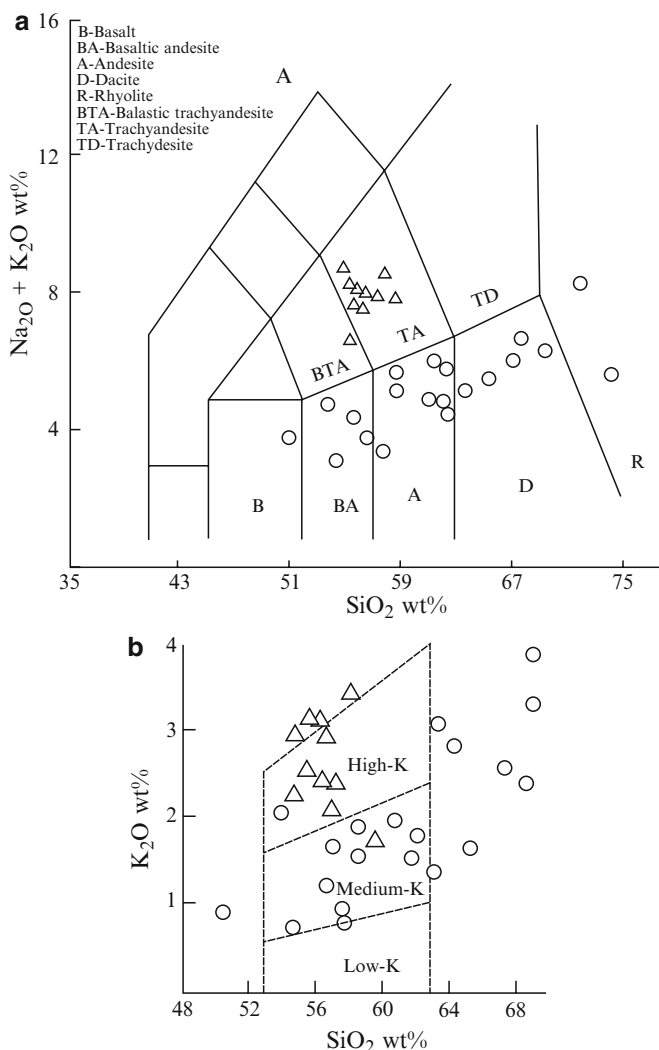 a
16
B-Basalt
BA-Basaltic andesite
A-Andesite
D-Dacite
R-Rhyolite
BTA-Balastic trachyandesite
TA-Trachyandesite
TD-Trachydesite
A
12
8
4
Na2O + K2O wt%
TD
TA
BTA
B
BA
A
D
R
35
43
51
59
67
75
SiO2 wt%
b
4
3
2
1
K2O wt%
High-K
Medium-K
Low-K
48
52
56
60
64
68
SiO2 wt%